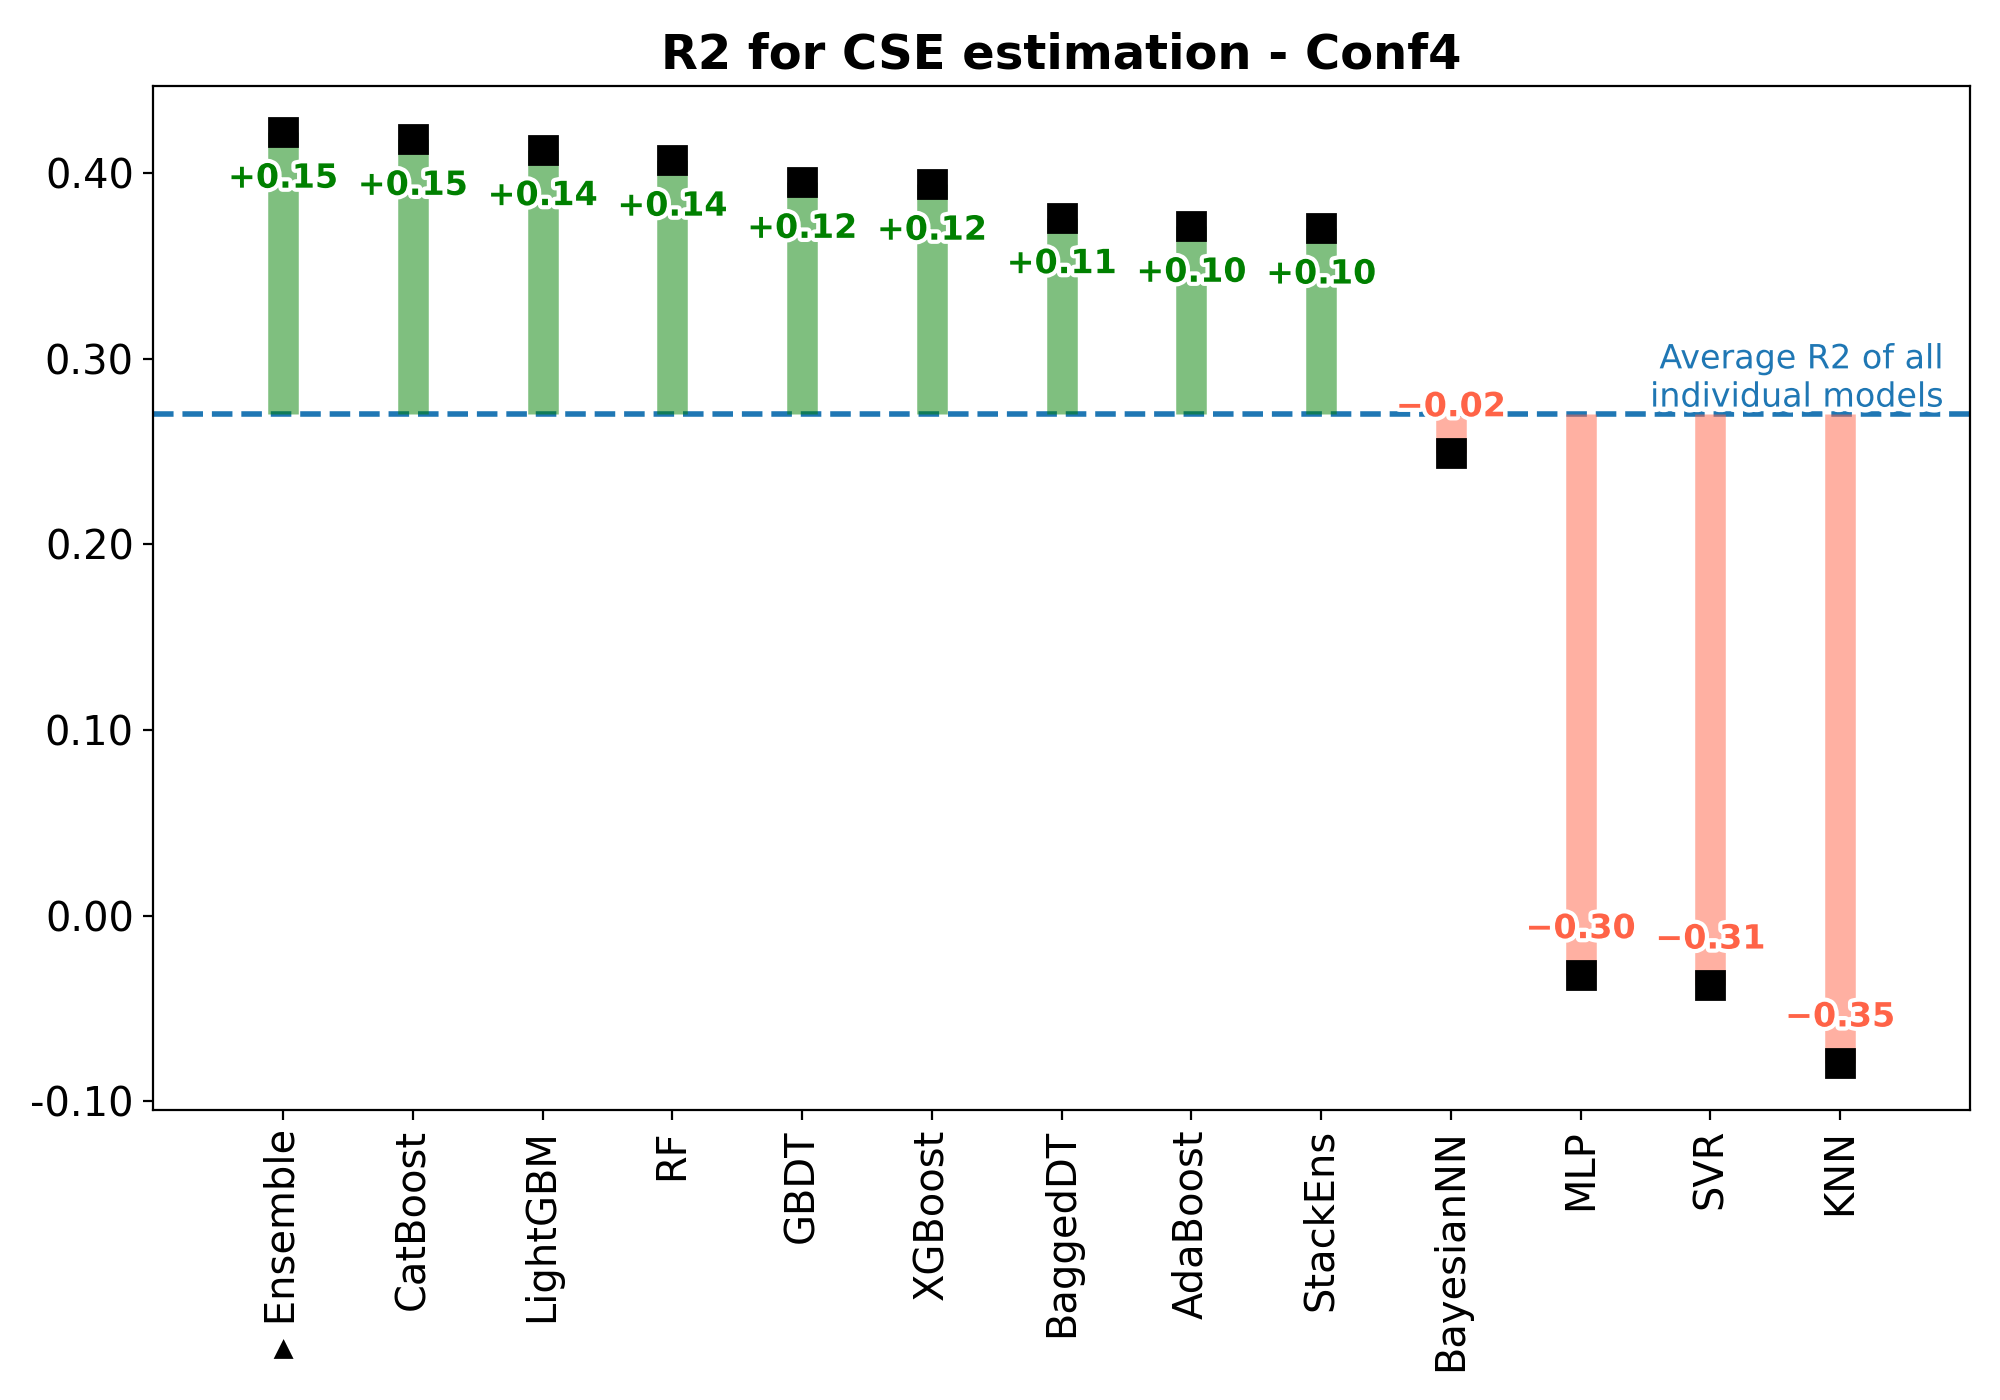 R2 for CSE estimation - Conf4
0.40
0.30
0.20
0.10
0.00
-0.10
+0.15
+0.15
+0.14
+0.14
+0.12
+0.12
+0.11
+0.10
+0.10
−0.02
−0.30
−0.31
−0.35
Average R2 of all
individual models
► Ensemble
CatBoost
LightGBM
RF
GBDT
XGBoost
BaggedDT
AdaBoost
StackEns
BayesianNN
MLP
SVR
KNN